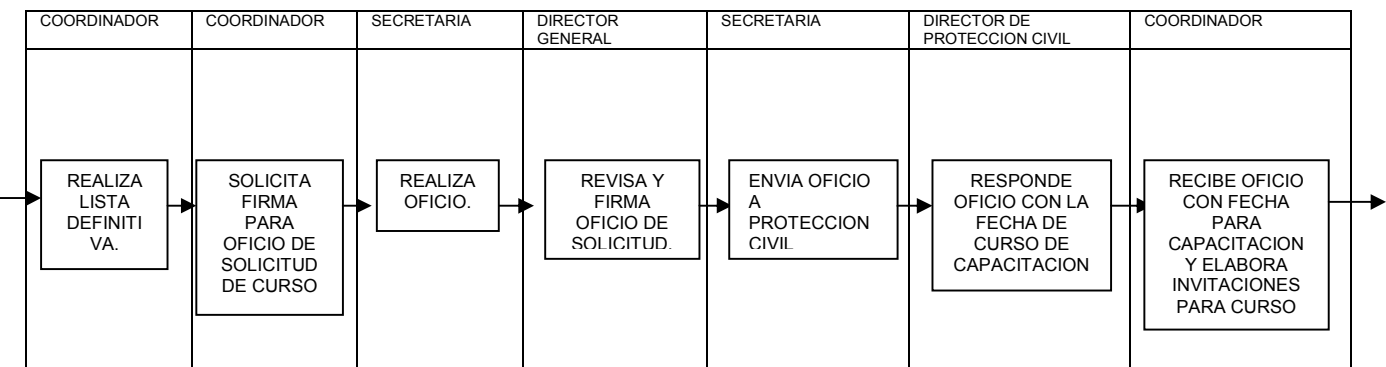 COORDINADOR
COORDINADOR
SECRETARIA
DIRECTOR
GENERAL
SECRETARIA
DIRECTOR DE
PROTECCION CIVIL
COORDINADOR
REALIZA
LISTA
DEFINITI
VA.
SOLICITA
FIRMA
PARA
OFICIO DE
SOLICITUD
DE CURSO
REALIZA
OFICIO.
REVISA Y
FIRMA
OFICIO DE
SOLICITUD.
ENVIA OFICIO
A
PROTECCION
CIVIL
RESPONDE
OFICIO CON LA
FECHA DE
CURSO DE
CAPACITACION
RECIBE OFICIO
CON FECHA
PARA
CAPACITACION
Y ELABORA
INVITACIONES
PARA CURSO